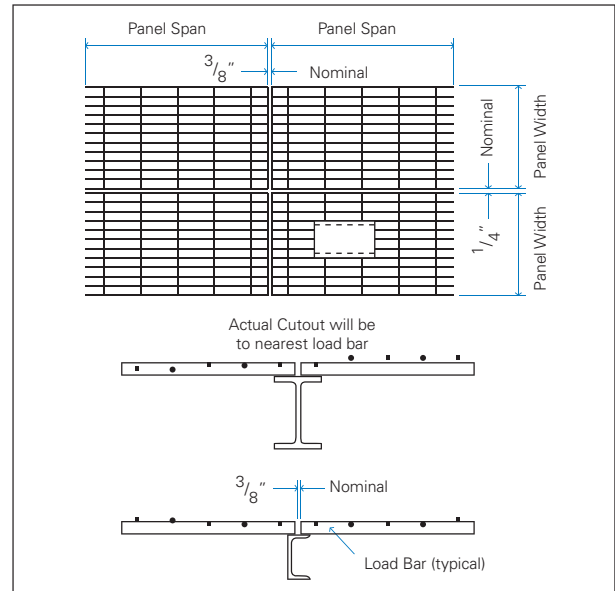 Panel Span Panel Span
3/8" Nominal
Nominal
Panel Width
1/4"
Panel Width
Actual Cutout will be
to nearest load bar
3/8" Nominal
Load Bar (typical)